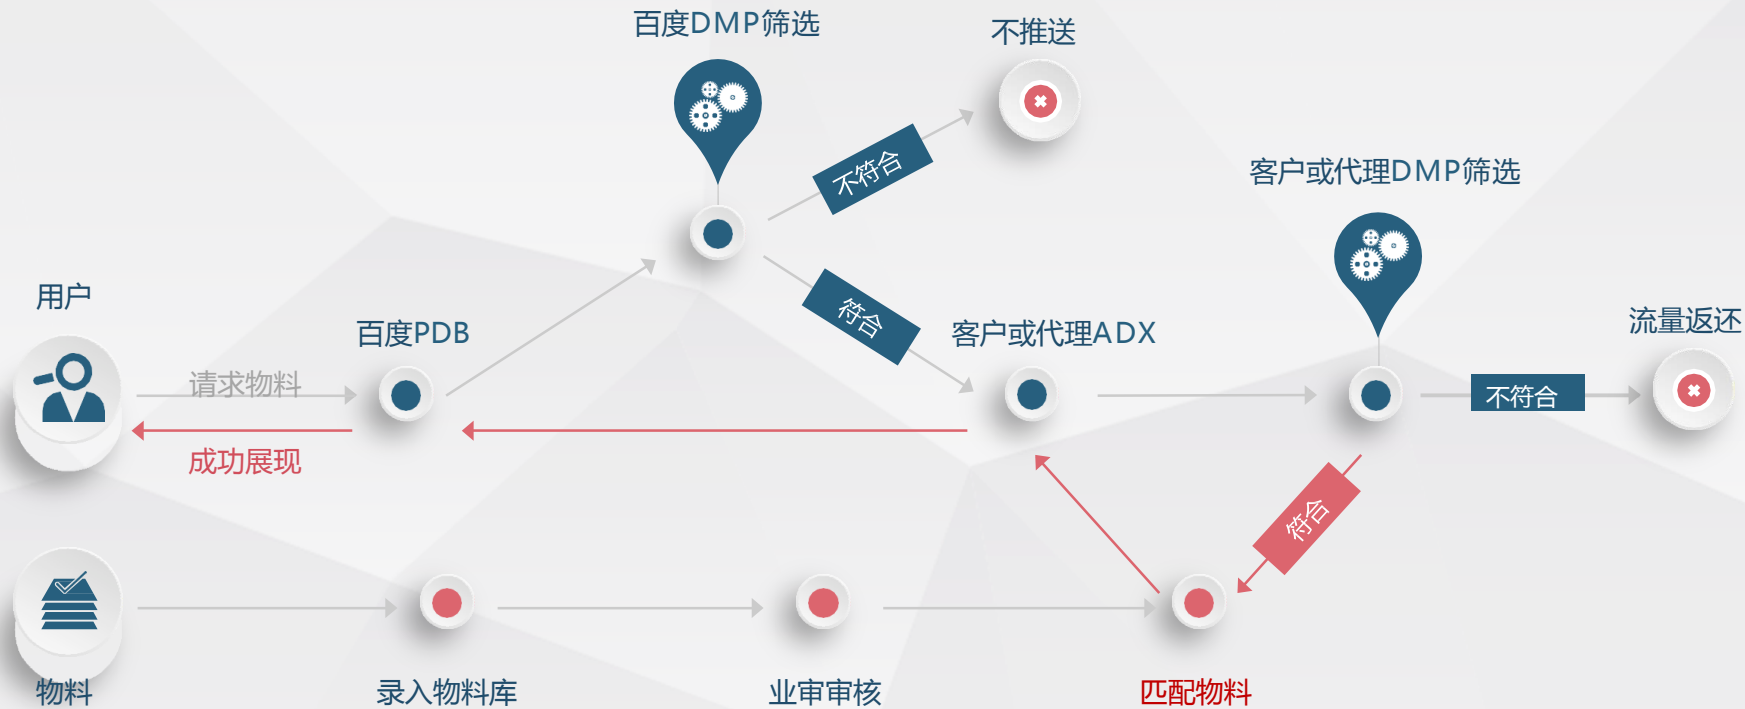 百度DMP筛选
不推送
不符合
客户或代理DMP筛选
用户
百度PDB
符合
客户或代理ADX
流量返还
请求物料
不符合
成功展现
符合
物料
录入物料库
业审审核
匹配物料